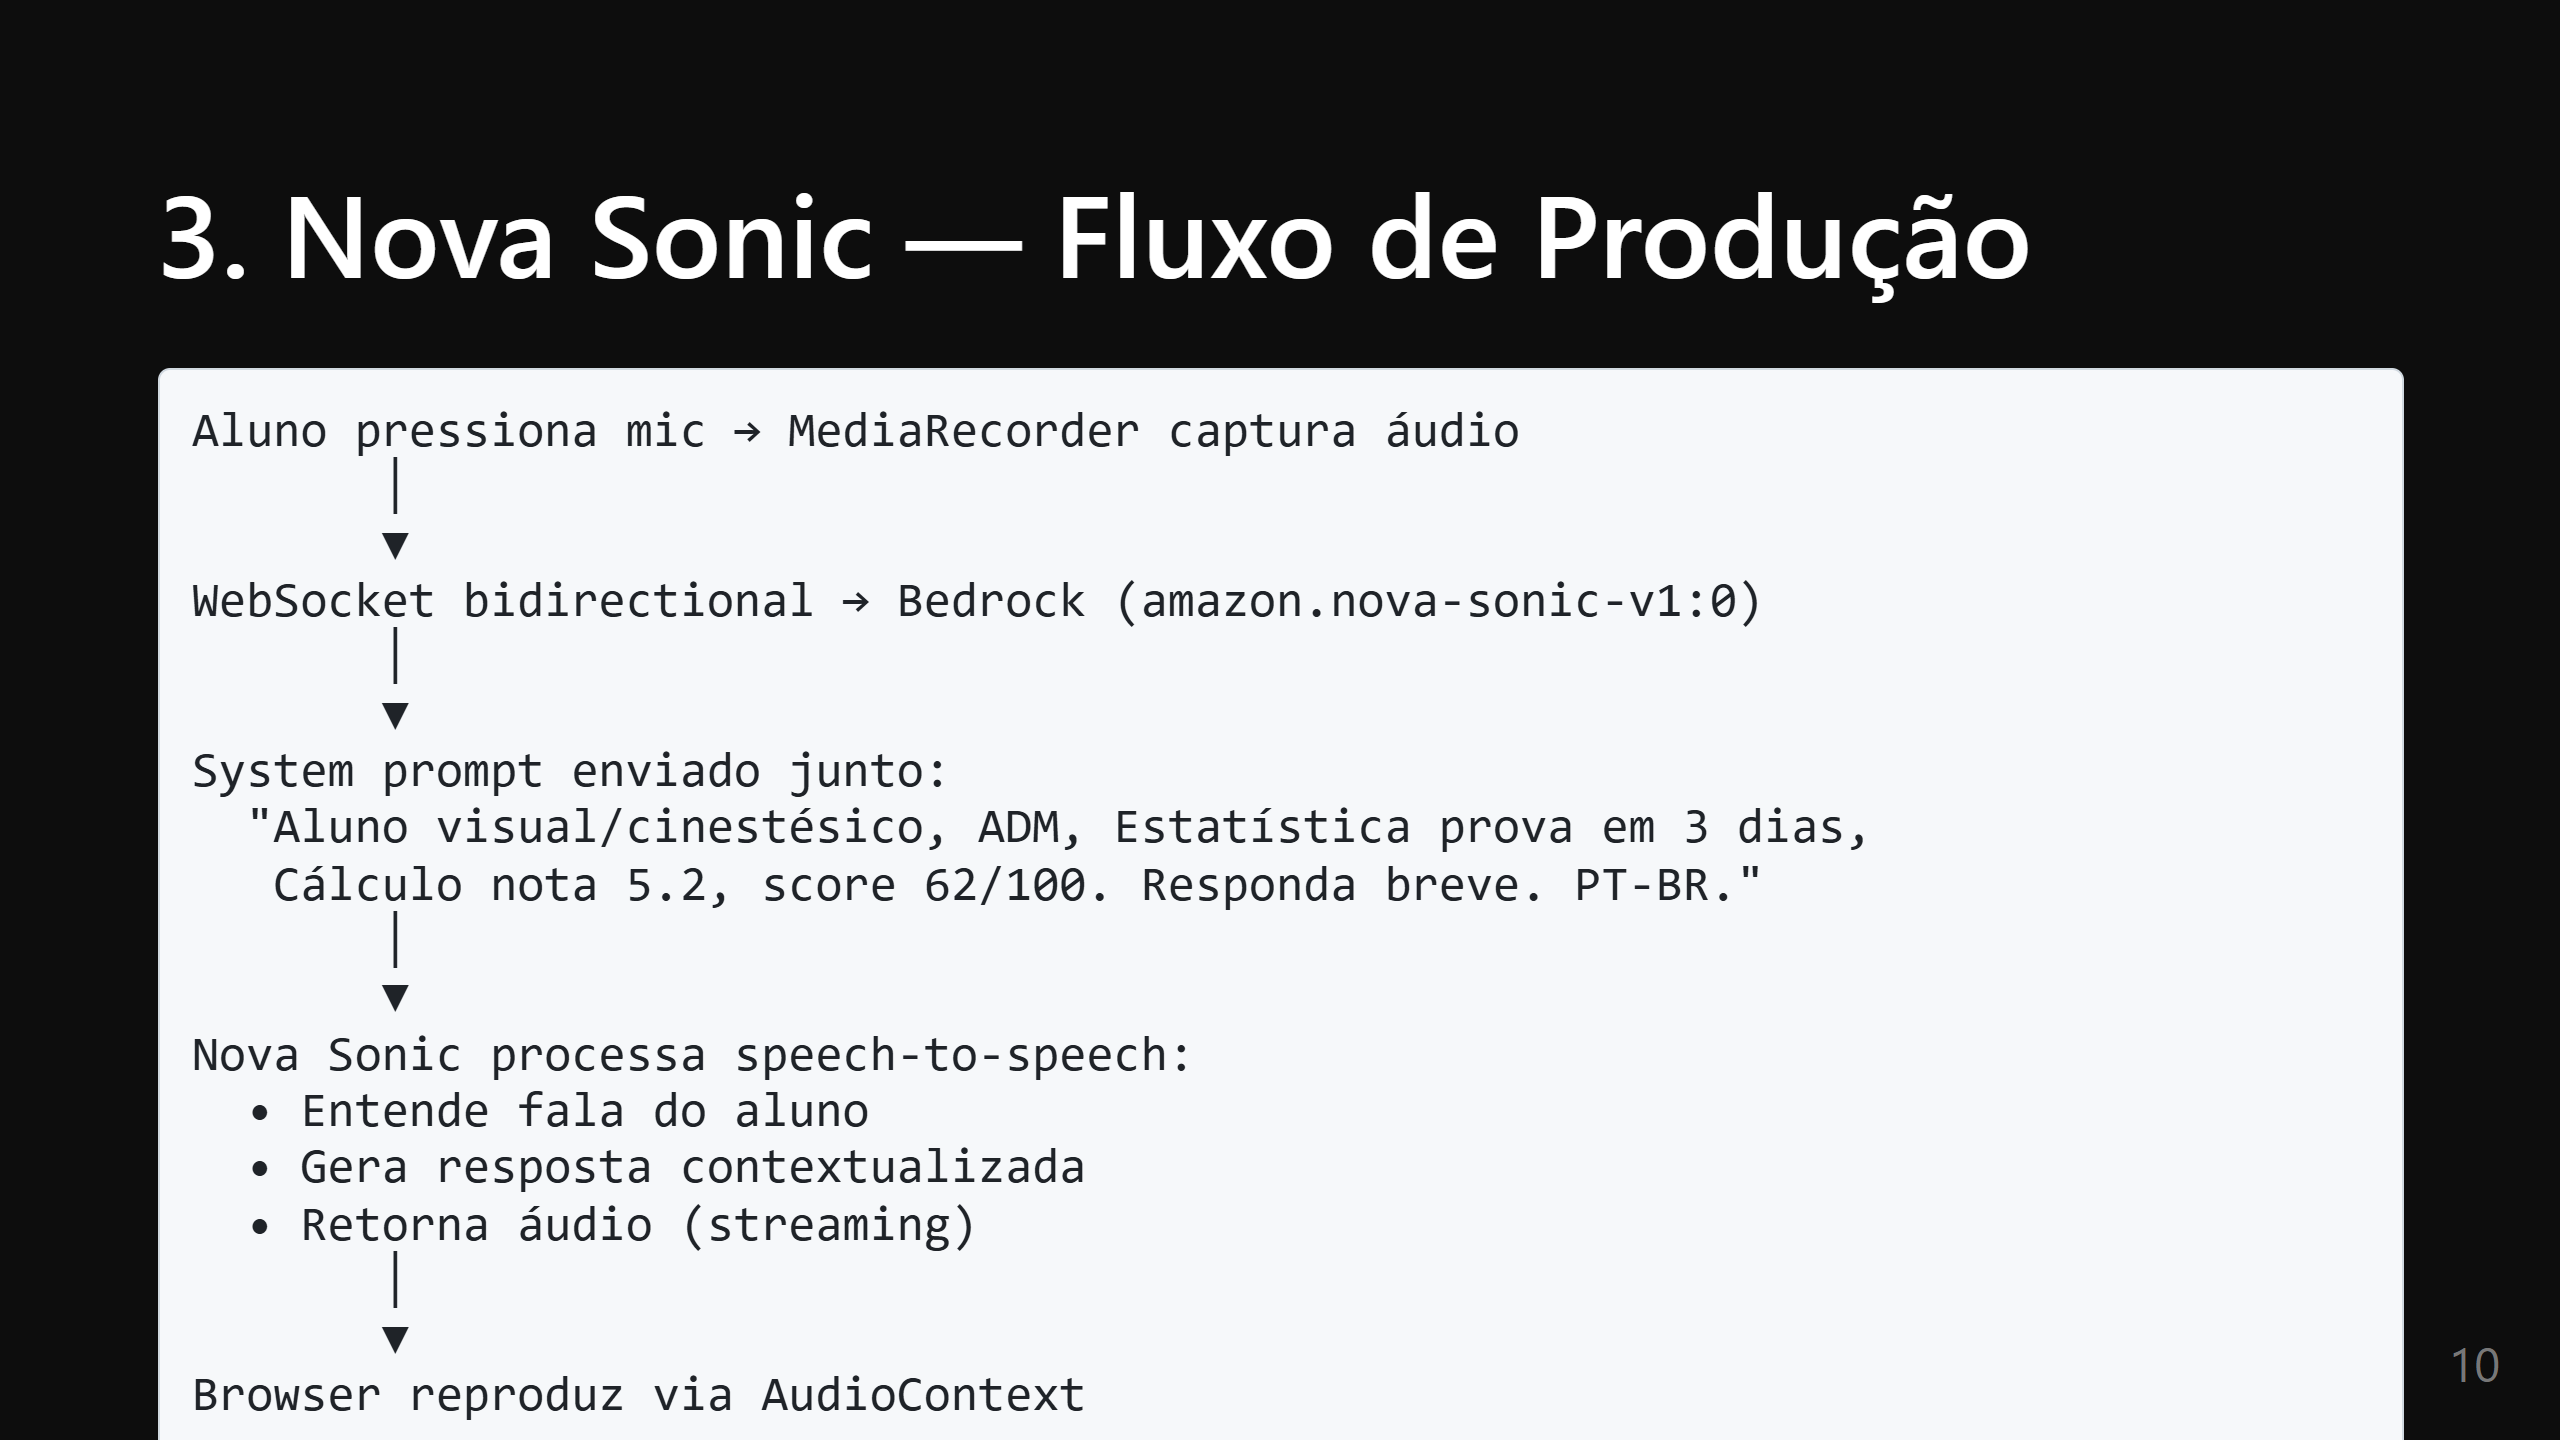 3. Nova Sonic — Fluxo de Produção
Aluno pressiona mic → MediaRecorder captura áudio
│
▼
WebSocket bidirectional → Bedrock (amazon.nova-sonic-v1:0)
│
▼
System prompt enviado junto:
"Aluno visual/cinestésico, ADM, Estatística prova em 3 dias,
Cálculo nota 5.2, score 62/100. Responda breve. PT-BR."
│
▼
Nova Sonic processa speech-to-speech:
• Entende fala do aluno
• Gera resposta contextualizada
• Retorna áudio (streaming)
│
▼
Browser reproduz via AudioContext
10